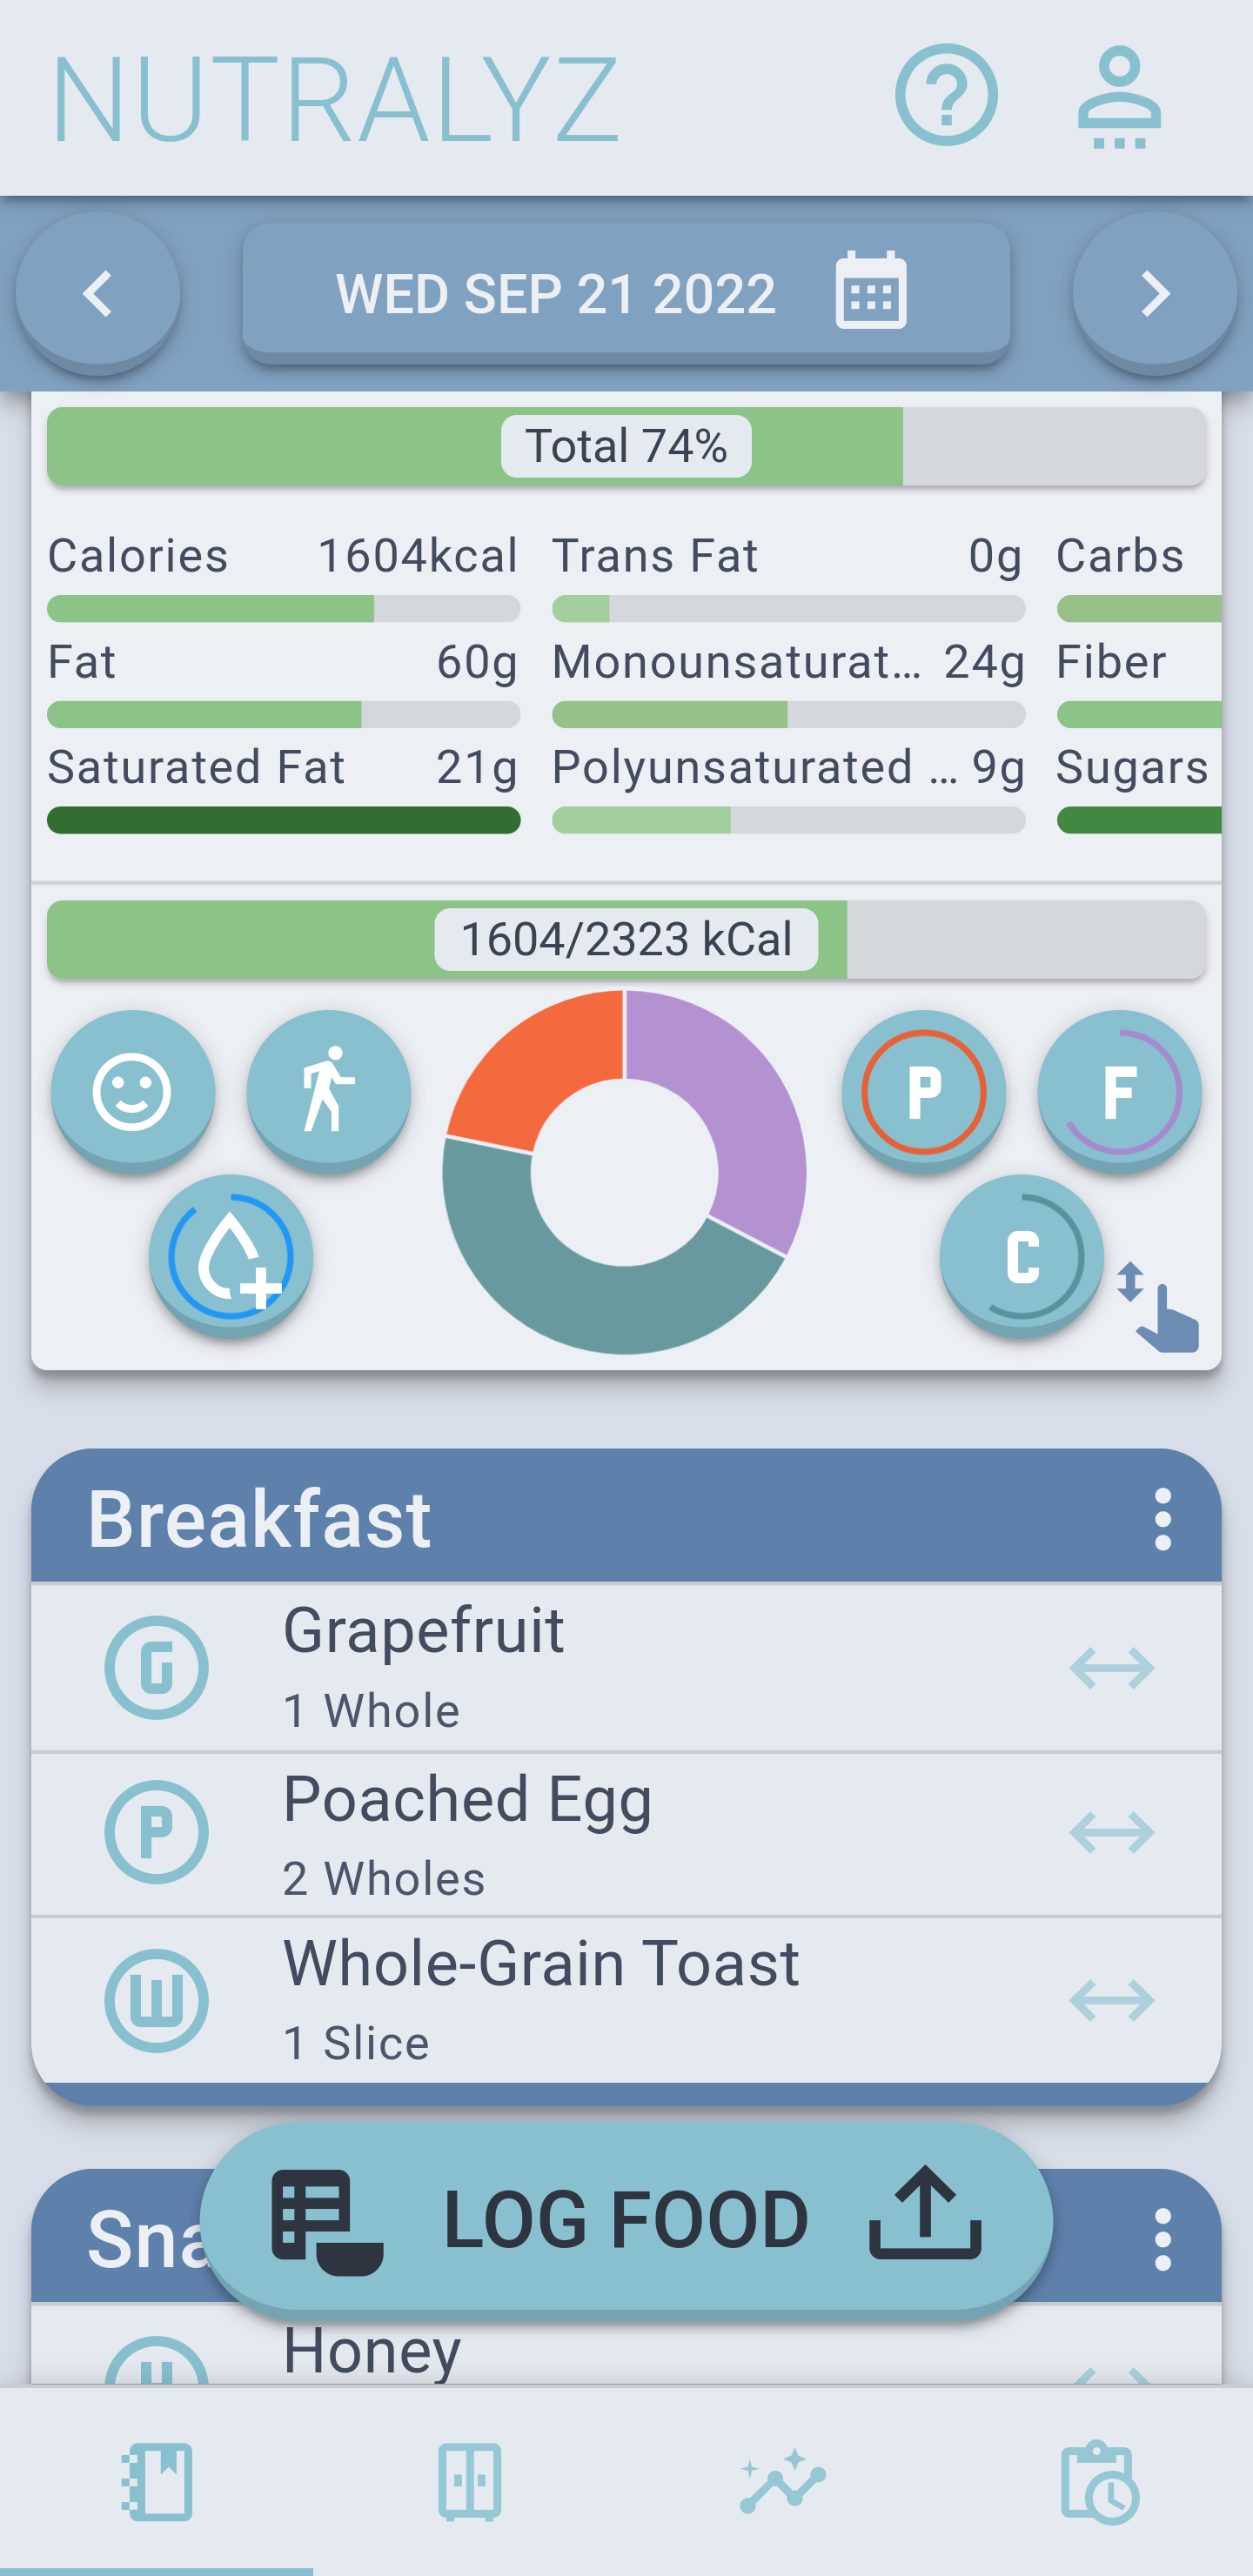 NUTRALYZ
WED SEP 21 2022
Total 74%
Calories 1604kcal Trans Fat 0g Carbs
Fat 60g Monounsaturat... 24g Fiber
Saturated Fat 21g Polyunsaturated ... 9g Sugars
1604/2323 kCal
P F
C
Breakfast
G Grapefruit
1 Whole
P Poached Egg
2 Wholes
W Whole-Grain Toast
1 Slice
LOG FOOD
Honey